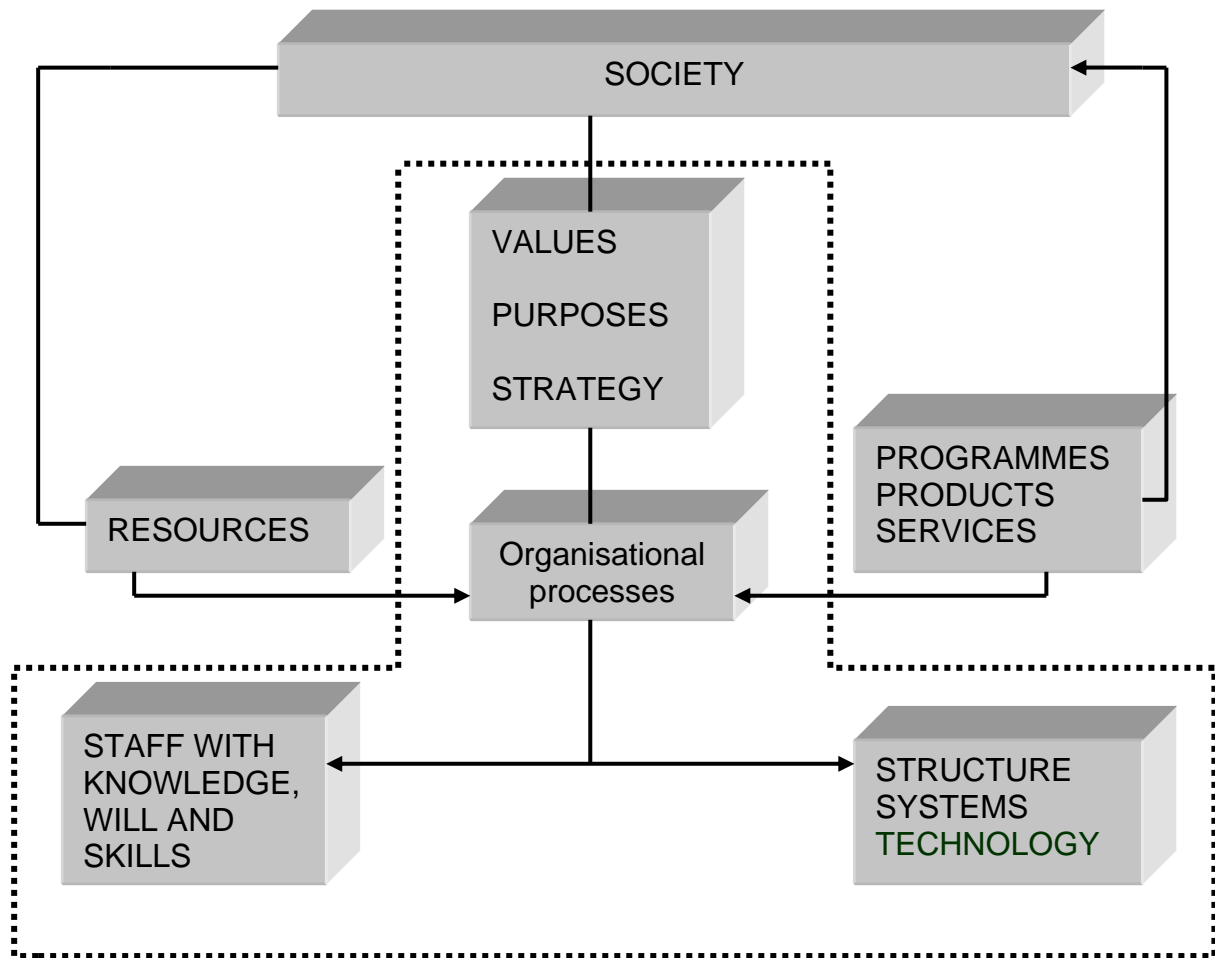 SOCIETY
VALUES
PURPOSES
STRATEGY
PROGRAMMES
PRODUCTS
SERVICES
RESOURCES
Organisational
processes
STAFF WITH
KNOWLEDGE,
WILL AND
SKILLS
STRUCTURE
SYSTEMS
TECHNOLOGY